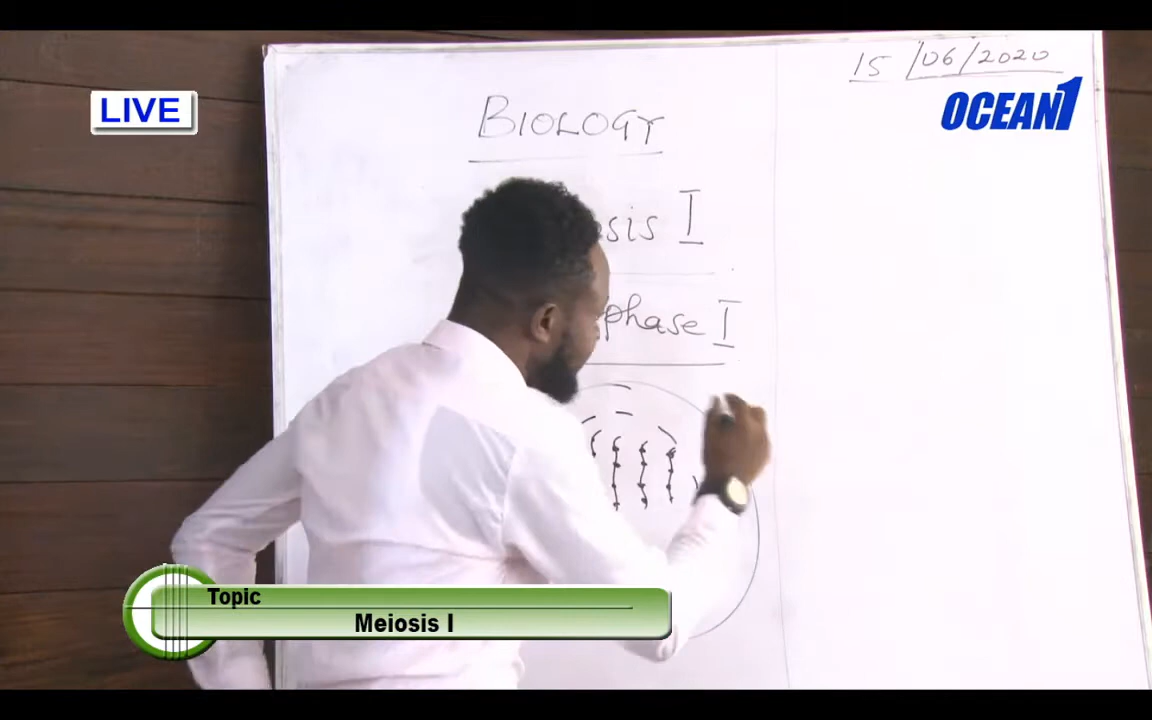 15/06/2020
LIVE
OCEAN1
BIOLOGY
sis I
phase I
Topic
Meiosis I